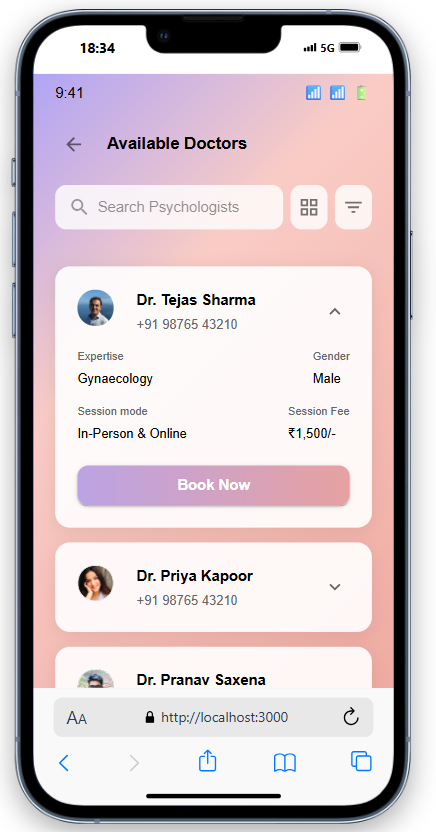 18:34 5G
9:41
Available Doctors
Search Psychologists
Dr. Tejas Sharma
+91 98765 43210
Expertise Gender
Gynaecology Male
Session mode Session Fee
In-Person & Online ₹1,500/-
Book Now
Dr. Priya Kapoor
+91 98765 43210
Dr. Pranav Saxena
AA http://localhost:3000